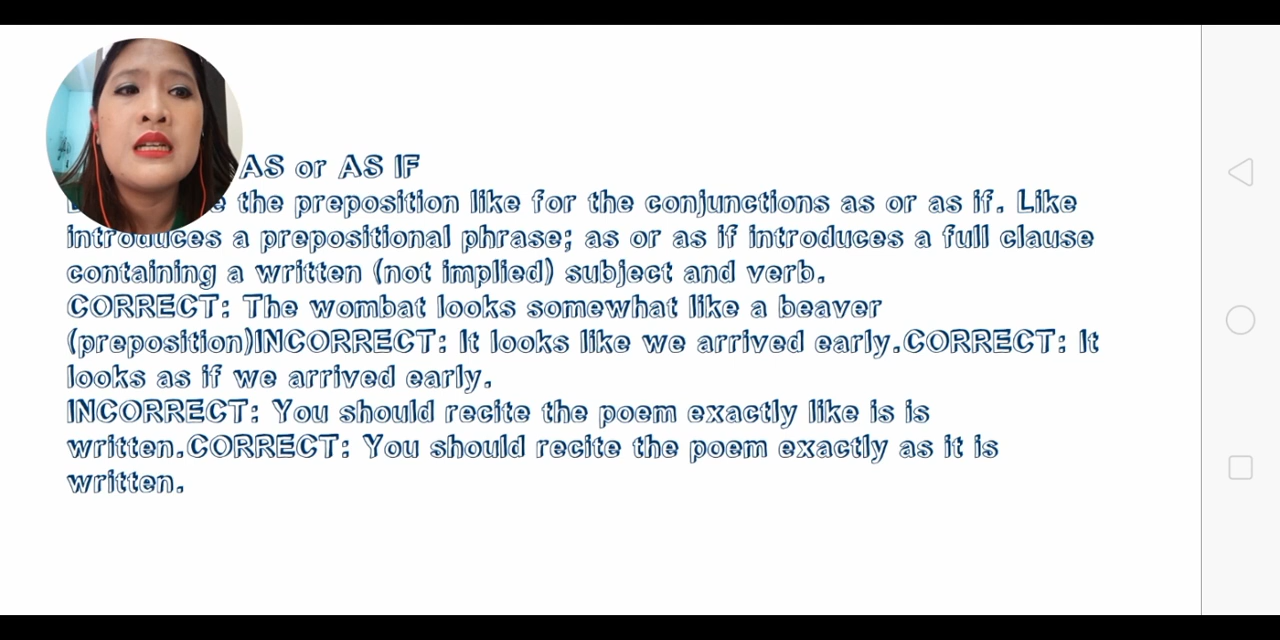 AS or AS IF
the preposition like for the conjunctions as or as if. Like
introduces a prepositional phrase; as or as if introduces a full clause
containing a written (not implied) subject and verb.
CORRECT: The wombat looks somewhat like a beaver
(preposition)INCORRECT: It looks like we arrived early.CORRECT: It
looks as if we arrived early.
INCORRECT: You should recite the poem exactly like is is
written.CORRECT: You should recite the poem exactly as it is
written.